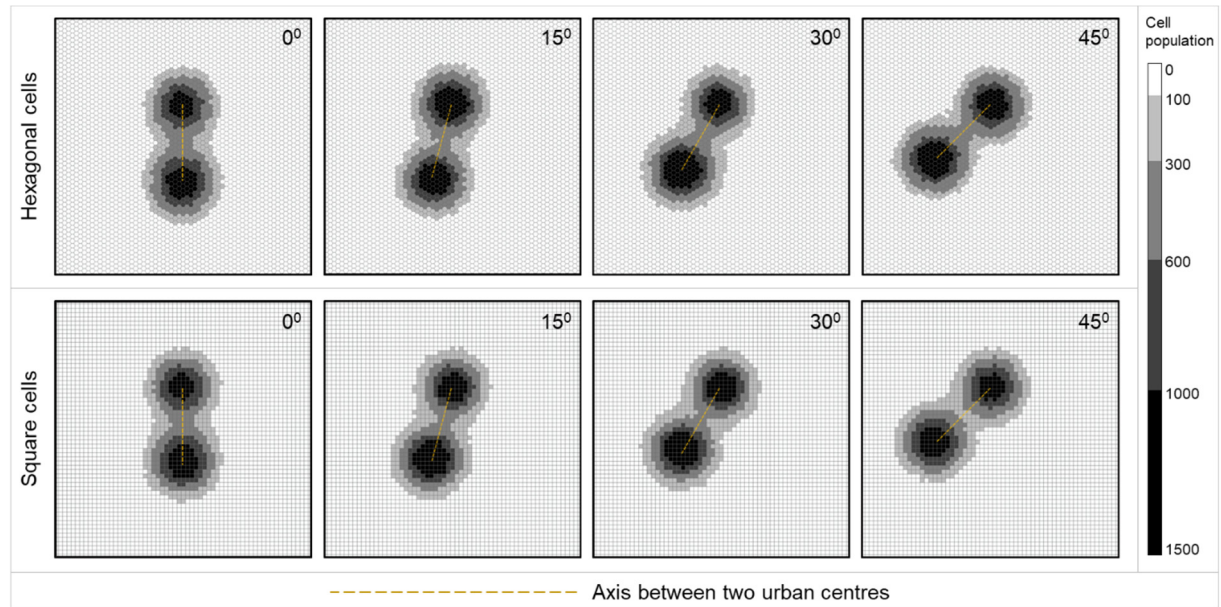 Hexagonal cells
0⁰
15⁰
30⁰
45⁰
Square cells
0⁰
15⁰
30⁰
45⁰
Cell
population
0
100
300
600
1000
1500
Axis between two urban centres